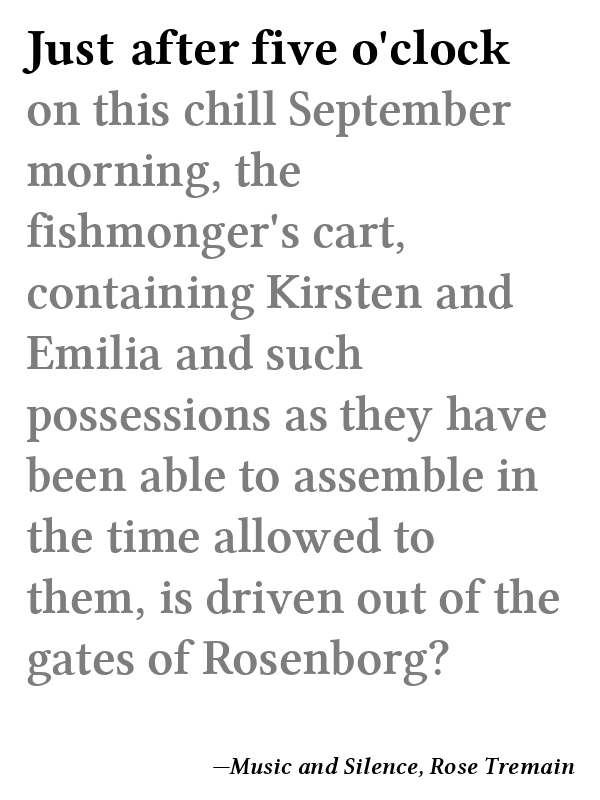 Just after five o'clock
on this chill September
morning, the
fishmonger's cart,
containing Kirsten and
Emilia and such
possessions as they have
been able to assemble in
the time allowed to
them, is driven out of the
gates of Rosenborg?
—Music and Silence, Rose Tremain